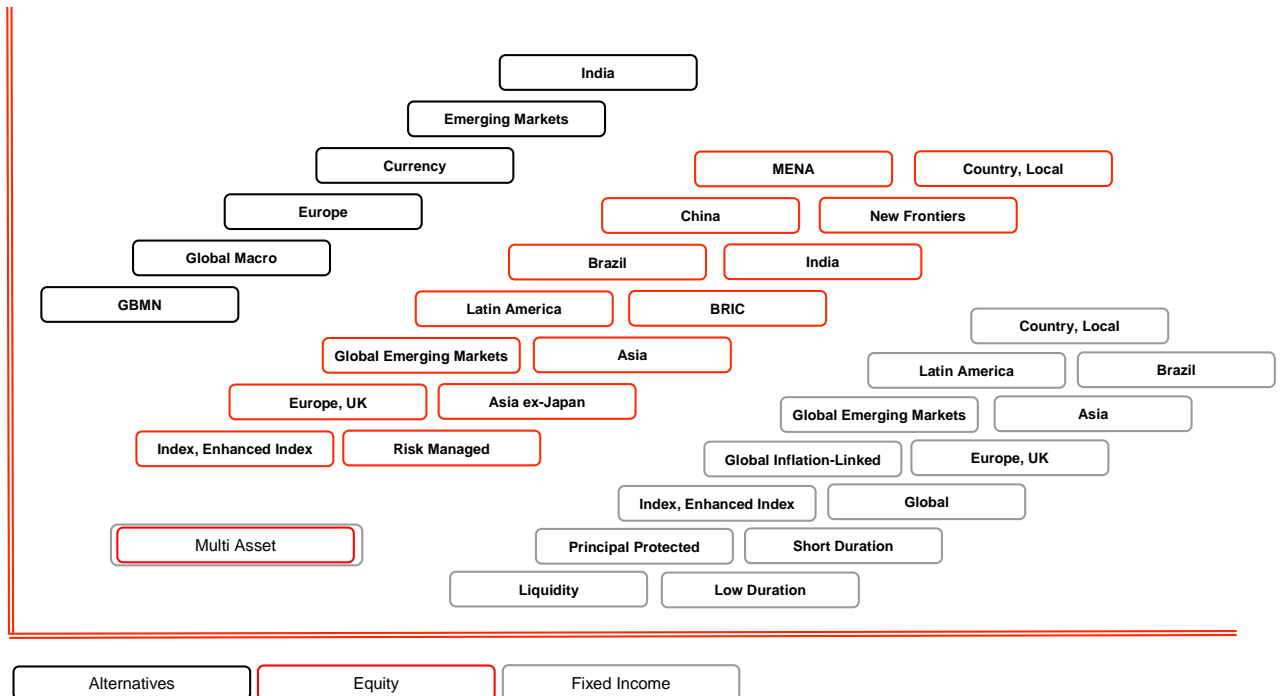 India
Emerging Markets
Currency
MENA
Country, Local
Europe
China
New Frontiers
Global Macro
Brazil
India
GBMN
Latin America
BRIC
Country, Local
Global Emerging Markets
Asia
Latin America
Brazil
Europe, UK
Asia ex-Japan
Global Emerging Markets
Asia
Index, Enhanced Index
Risk Managed
Global Inflation-Linked
Europe, UK
Index, Enhanced Index
Global
Multi Asset
Principal Protected
Short Duration
Liquidity
Low Duration
Alternatives
Equity
Fixed Income